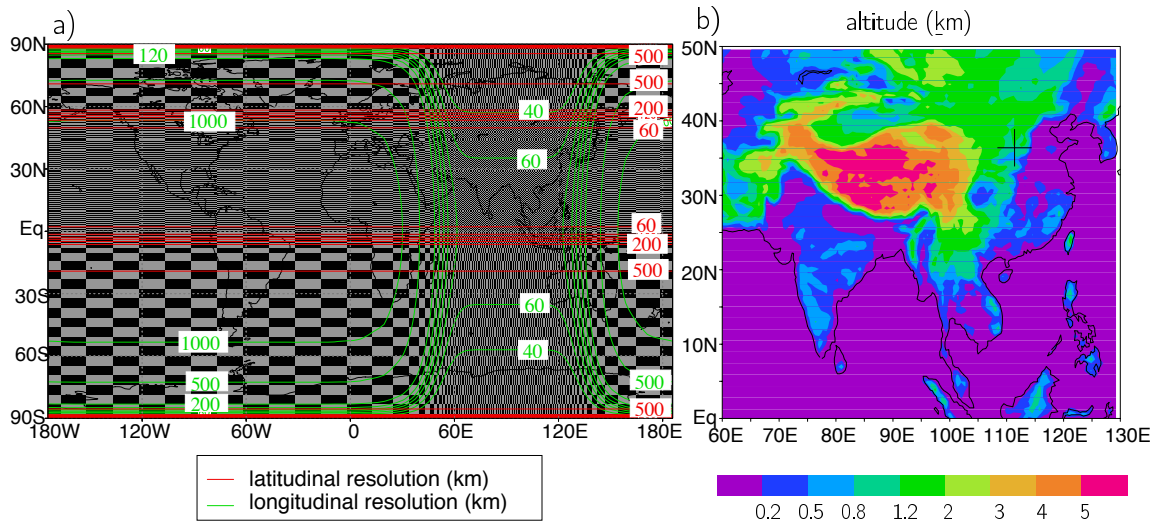 a)
b) altitude (km)
90N
60N
30N
Eq
30S
60S
90S
180W 120W 60W 0 60E 120E 180E
120
1000
40
60
60
40
1000
500
200
500
500
200
60
60
200
500
500
500
latitudinal resolution (km)
longitudinal resolution (km)
50N
40N
30N
20N
10N
Eq
60E 70E 80E 90E 100E 110E 120E 130E
0.2 0.5 0.8 1.2 2 3 4 5